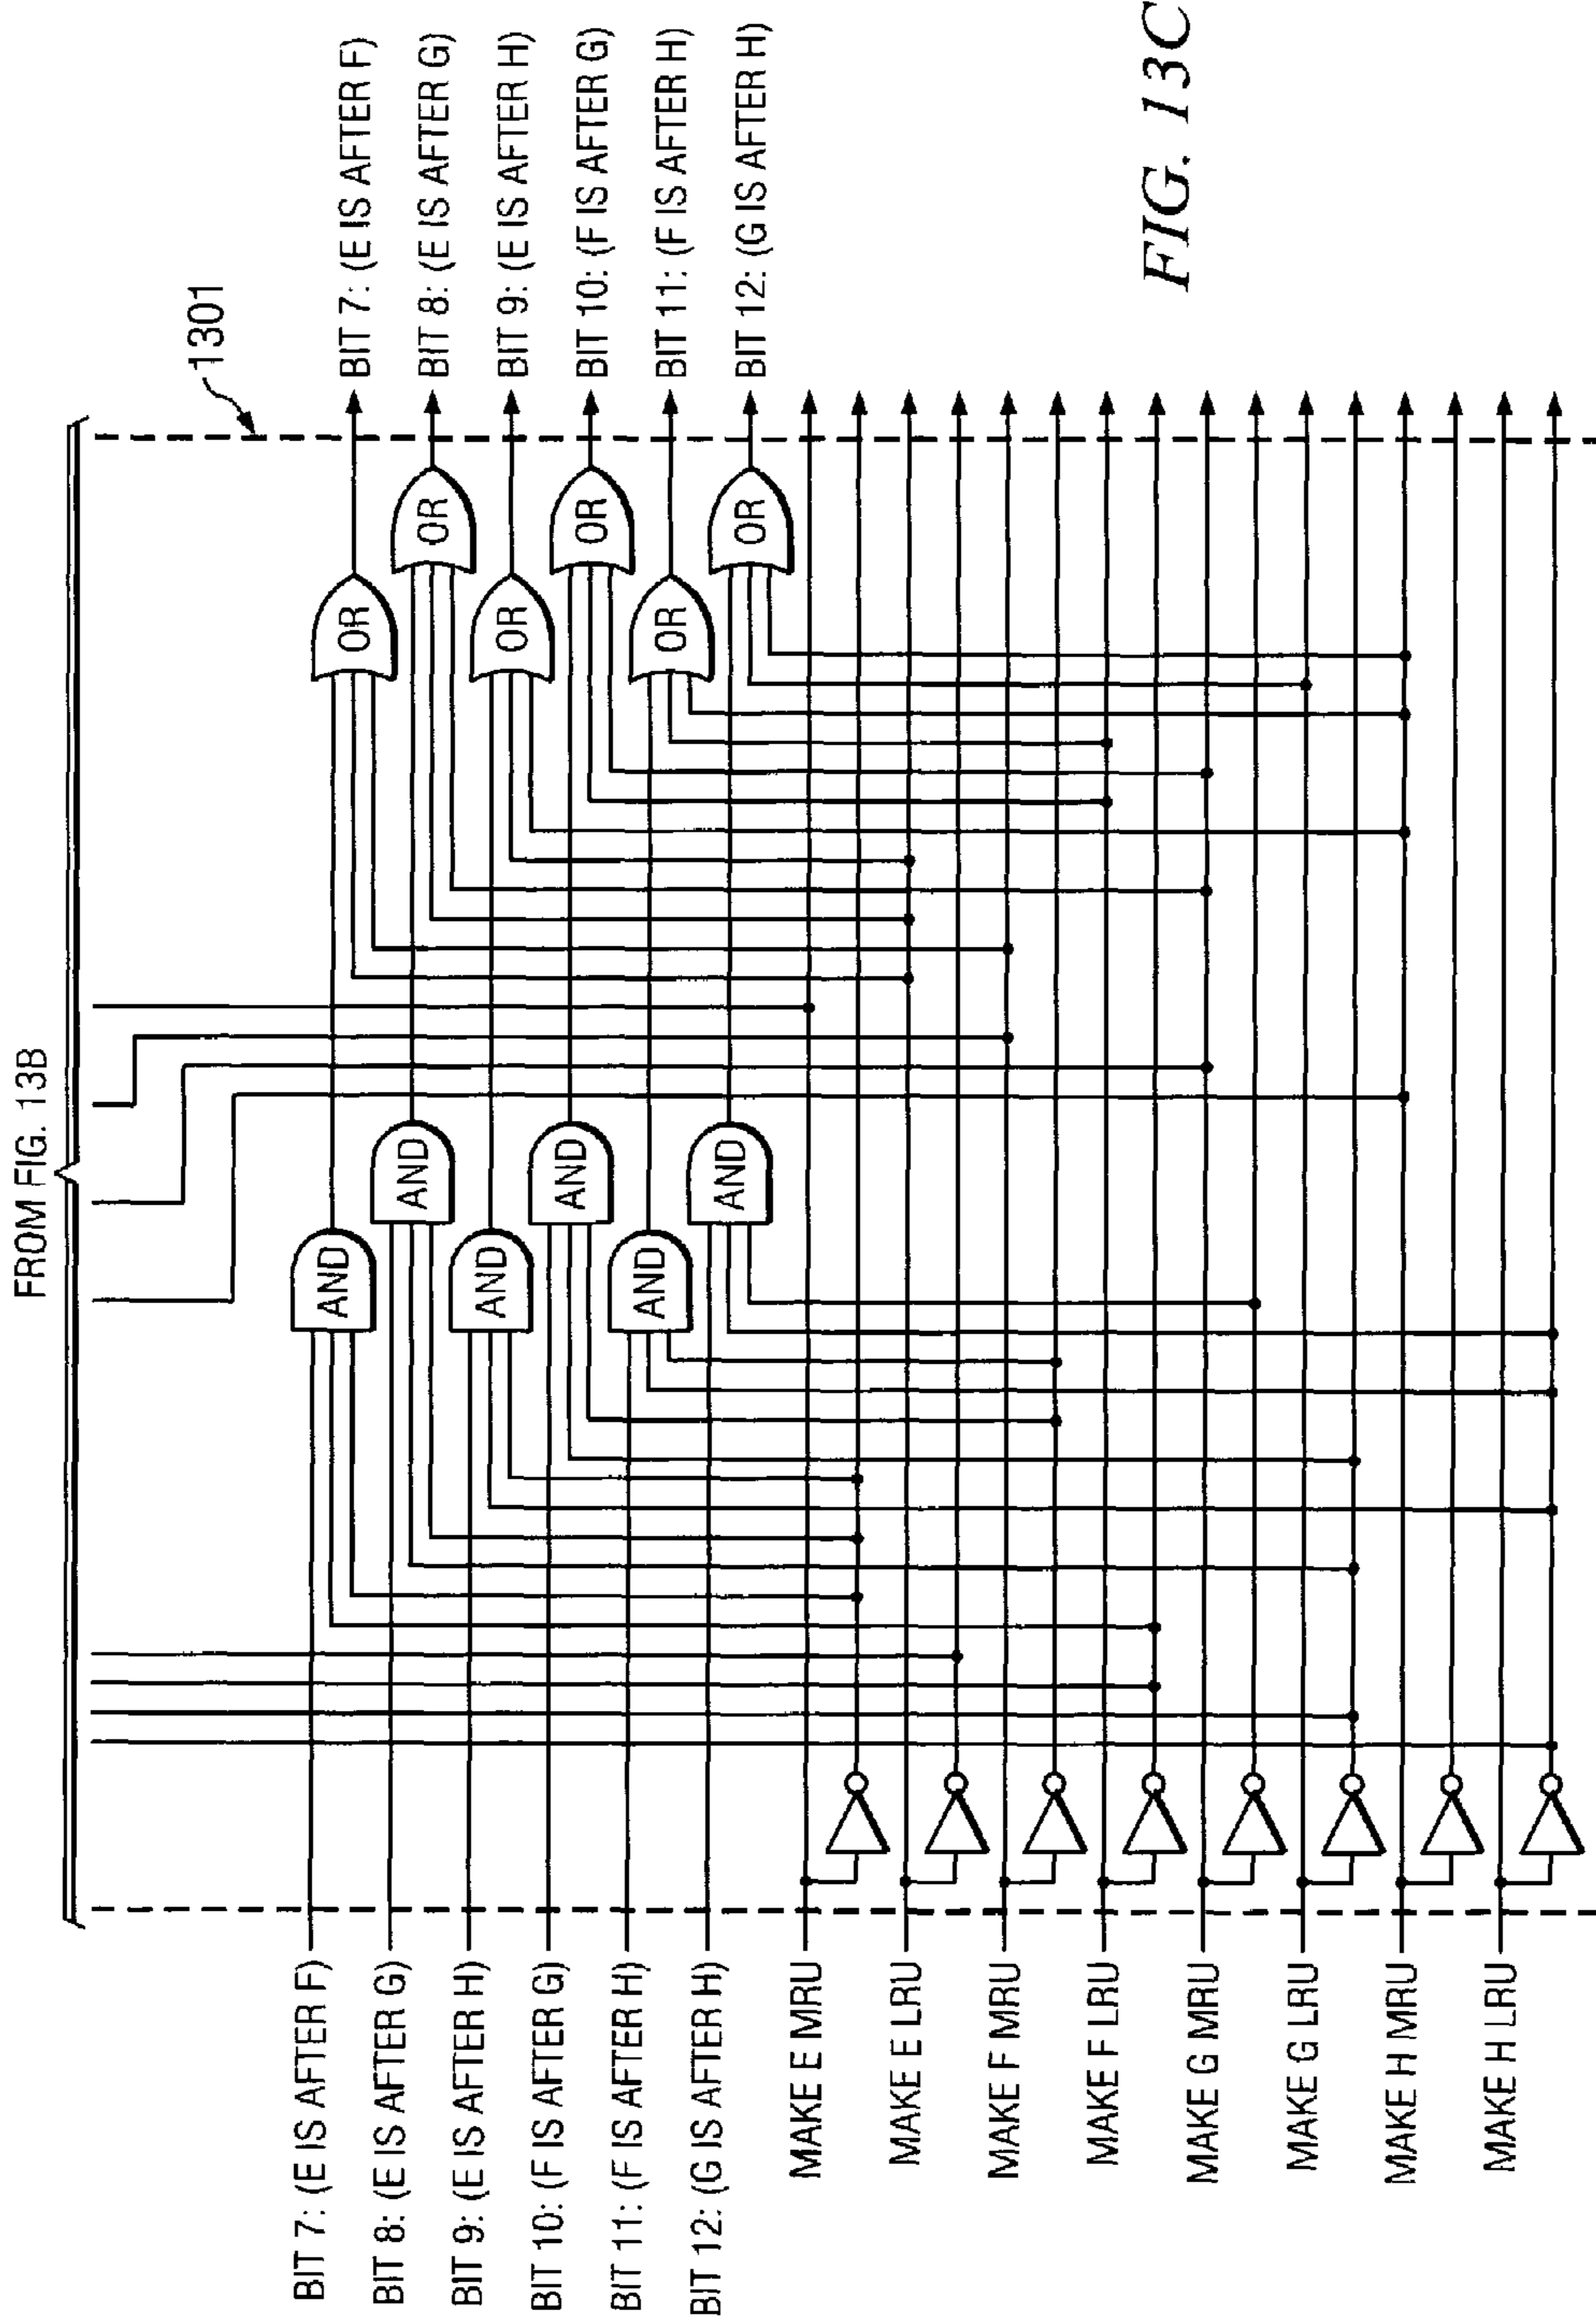 FROM FIG. 13B
1301
BIT 7: (E IS AFTER F)
BIT 8: (E IS AFTER G)
BIT 9: (E IS AFTER H)
BIT 10: (F IS AFTER G)
BIT 11: (F IS AFTER H)
BIT 12: (G IS AFTER H)
MAKE E MRU
MAKE E LRU
MAKE F MRU
MAKE F LRU
MAKE G MRU
MAKE G LRU
MAKE H MRU
MAKE H LRU
AND
AND
AND
AND
AND
AND
OR
OR
OR
OR
OR
OR
BIT 7: (E IS AFTER F)
BIT 8: (E IS AFTER G)
BIT 9: (E IS AFTER H)
BIT 10: (F IS AFTER G)
BIT 11: (F IS AFTER H)
BIT 12: (G IS AFTER H)
FIG. 13C